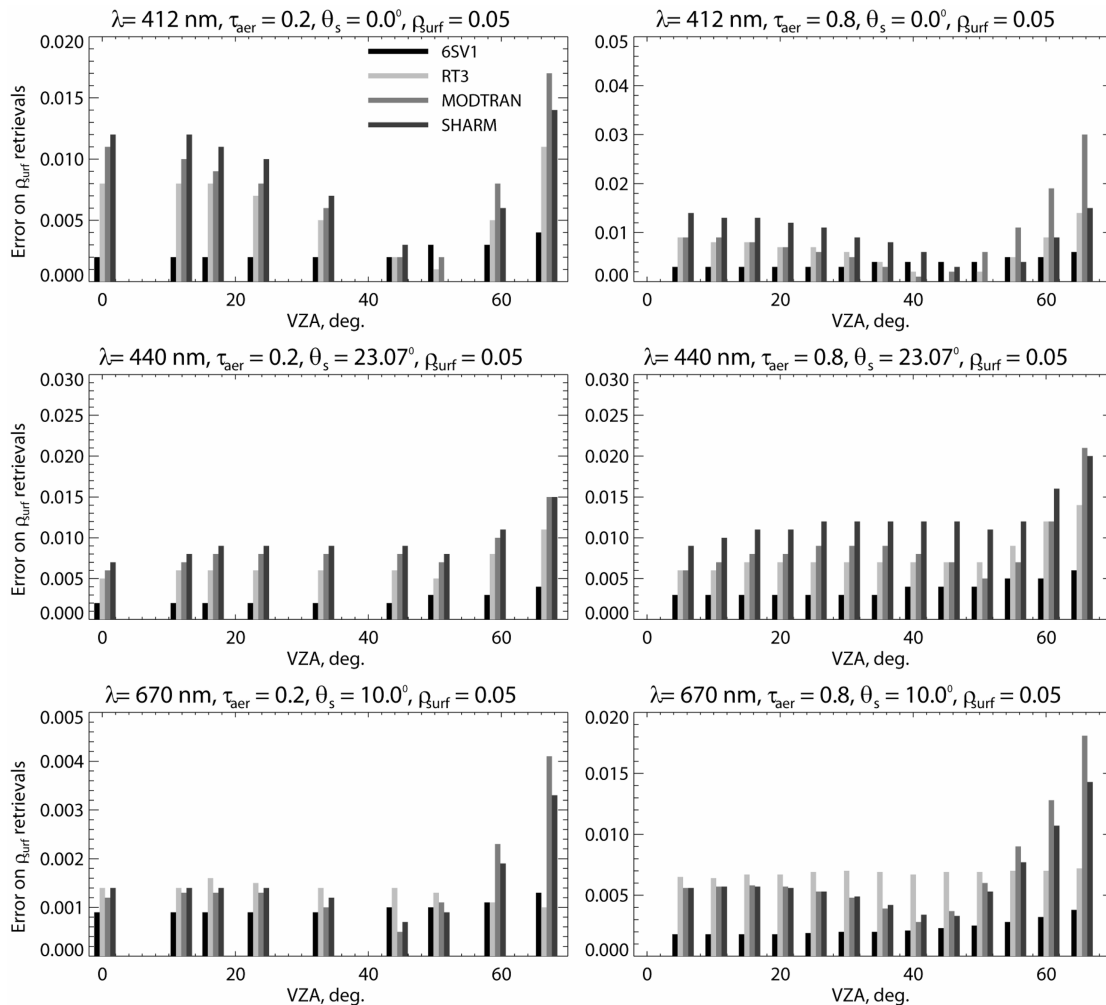 λ= 412 nm, τaer = 0.2, θs = 0.0⁰, ρsurf = 0.05
0.020
0.015
0.010
0.005
0.000
Error on ρsurf retrievals
6SV1
RT3
MODTRAN
SHARM
0 20 40 60
VZA, deg.
λ= 412 nm, τaer = 0.8, θs = 0.0⁰, ρsurf = 0.05
0.05
0.04
0.03
0.02
0.01
0.00
0 20 40 60
VZA, deg.
λ= 440 nm, τaer = 0.2, θs = 23.07⁰, ρsurf = 0.05
0.030
0.025
0.020
0.015
0.010
0.005
0.000
Error on ρsurf retrievals
0 20 40 60
VZA, deg.
λ= 440 nm, τaer = 0.8, θs = 23.07⁰, ρsurf = 0.05
0.030
0.025
0.020
0.015
0.010
0.005
0.000
0 20 40 60
VZA, deg.
λ= 670 nm, τaer = 0.2, θs = 10.0⁰, ρsurf = 0.05
0.005
0.004
0.003
0.002
0.001
0.000
Error on ρsurf retrievals
0 20 40 60
VZA, deg.
λ= 670 nm, τaer = 0.8, θs = 10.0⁰, ρsurf = 0.05
0.020
0.015
0.010
0.005
0.000
0 20 40 60
VZA, deg.